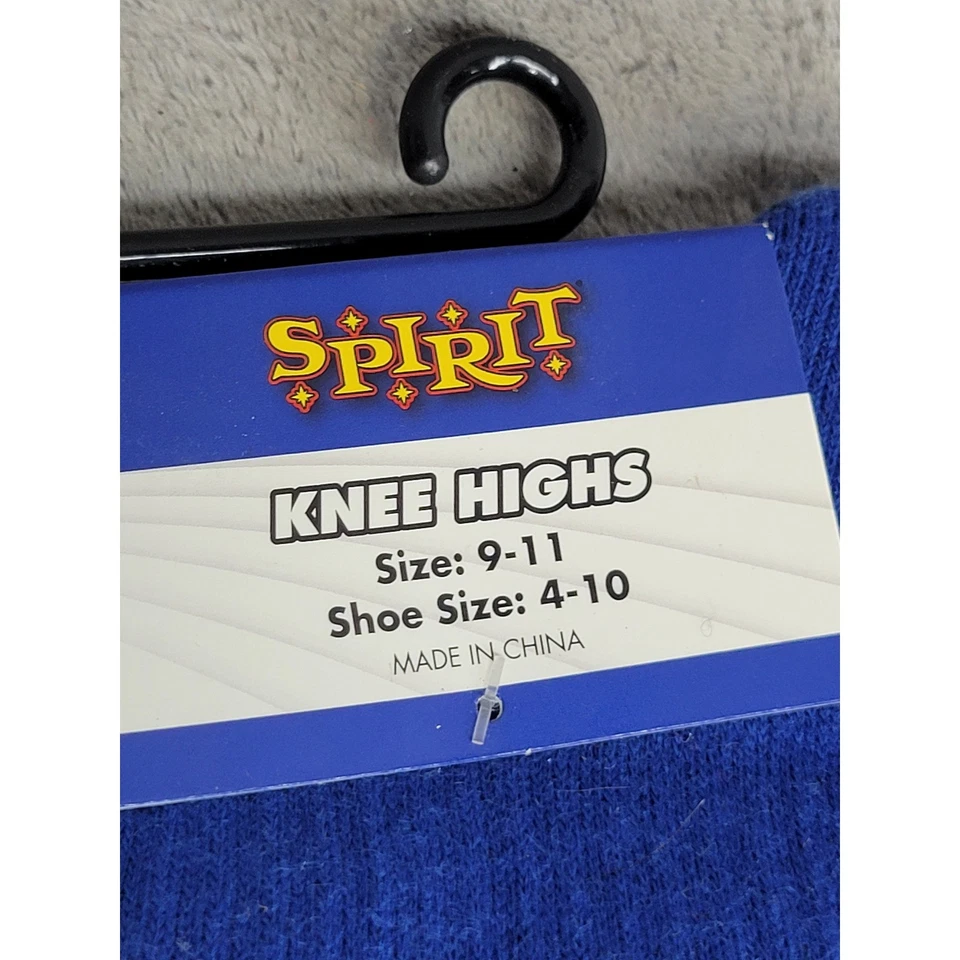 SPIRIT
KNEE HIGHS
Size: 9-11
Shoe Size: 4-10
MADE IN CHINA